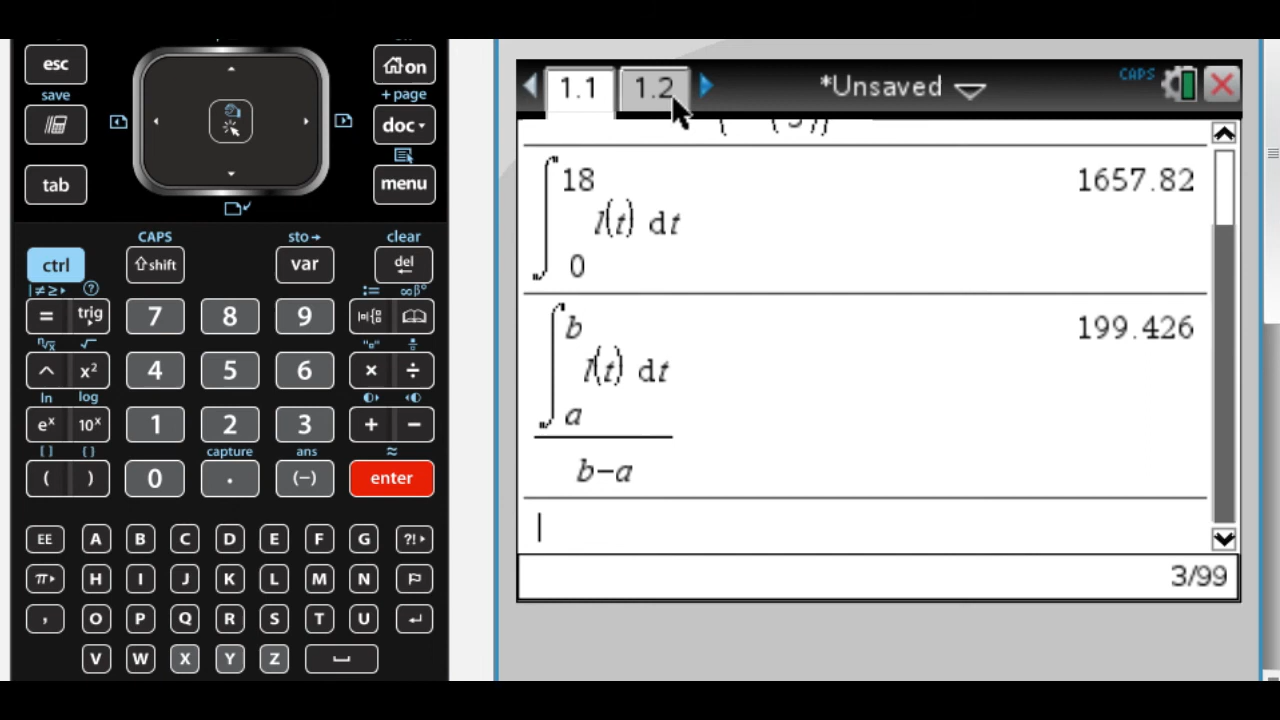 esc
on
save
+ page
doc
tab
menu
CAPS
sto→
clear
ctrl
⇧shift
var
del
←
|≠≥▸
?
:=
∞β°
= trig 7 8 9
ⁿ√x
√
"□"
^ x² 4 5 6 × ÷
ln
log
eˣ 10ˣ 1 2 3 + −
[ ]
{ }
capture
ans
≈
( ) 0 . (−) enter
EE A B C D E F G ?!▸
π▸ H I J K L M N
, O P Q R S T U ↵
V W X Y Z
1.1 1.2 *Unsaved CAPS
18
1657.82
l(t) dt
0
b
199.426
l(t) dt
a
b−a
3/99